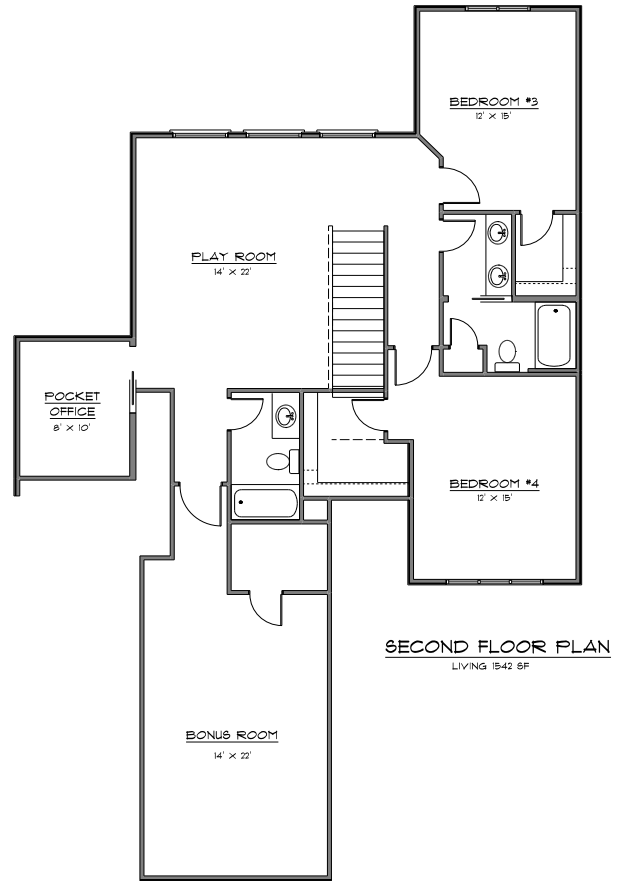 BEDROOM #3
12' X 15'
PLAY ROOM
14' X 22'
POCKET
OFFICE
8' X 10'
BEDROOM #4
12' X 15'
SECOND FLOOR PLAN
LIVING 1542 SF
BONUS ROOM
14' X 22'